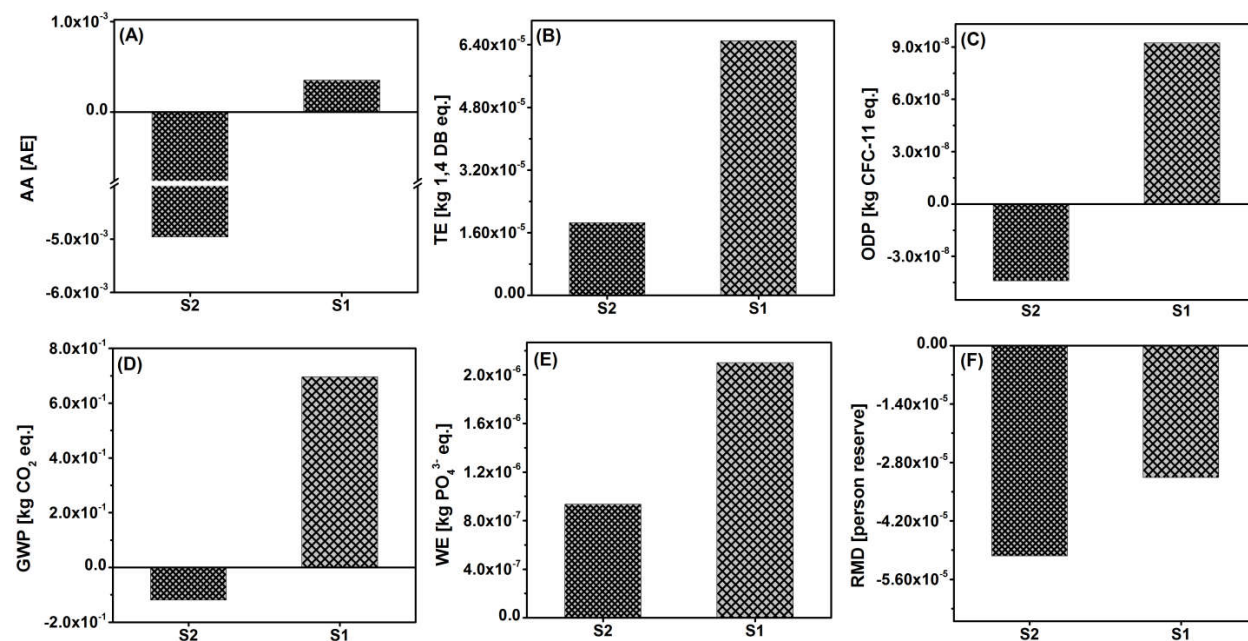 (A)
AA [AE]
1.0x10⁻³
0.0
-5.0x10⁻³
-6.0x10⁻³
S2 S1
(B)
TE [kg 1,4 DB eq.]
6.40x10⁻⁵
4.80x10⁻⁵
3.20x10⁻⁵
1.60x10⁻⁵
0.00
S2 S1
(C)
ODP [kg CFC-11 eq.]
9.0x10⁻⁸
6.0x10⁻⁸
3.0x10⁻⁸
0.0
-3.0x10⁻⁸
S2 S1
(D)
GWP [kg CO₂ eq.]
8.0x10⁻¹
6.0x10⁻¹
4.0x10⁻¹
2.0x10⁻¹
0.0
-2.0x10⁻¹
S2 S1
(E)
WE [kg PO₄³⁻ eq.]
2.0x10⁻⁶
1.6x10⁻⁶
1.2x10⁻⁶
8.0x10⁻⁷
4.0x10⁻⁷
0.0
S2 S1
(F)
RMD [person reserve]
0.00
-1.40x10⁻⁵
-2.80x10⁻⁵
-4.20x10⁻⁵
-5.60x10⁻⁵
S2 S1